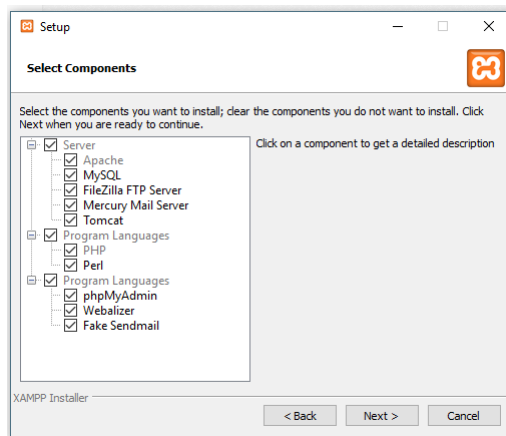 Setup
Select Components
Select the components you want to install; clear the components you do not want to install. Click
Next when you are ready to continue.
Server
Apache
MySQL
FileZilla FTP Server
Mercury Mail Server
Tomcat
Program Languages
PHP
Perl
Program Languages
phpMyAdmin
Webalizer
Fake Sendmail
Click on a component to get a detailed description
XAMPP Installer
< Back
Next >
Cancel